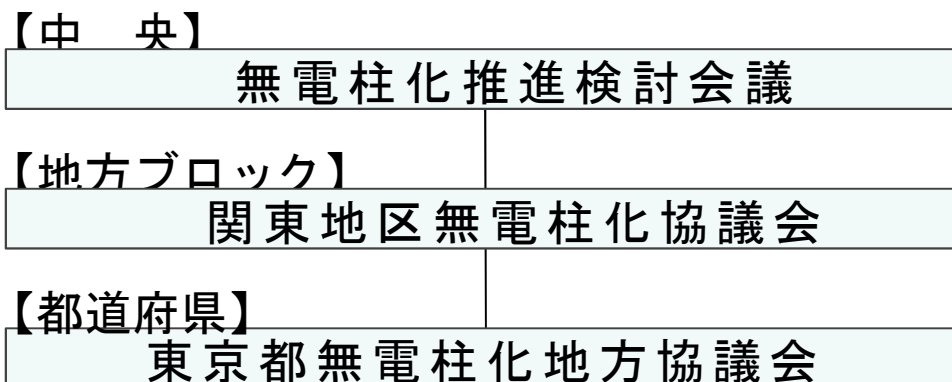 【中　央】
無電柱化推進検討会議
【地方ブロック】
関東地区無電柱化協議会
【都道府県】
東京都無電柱化地方協議会